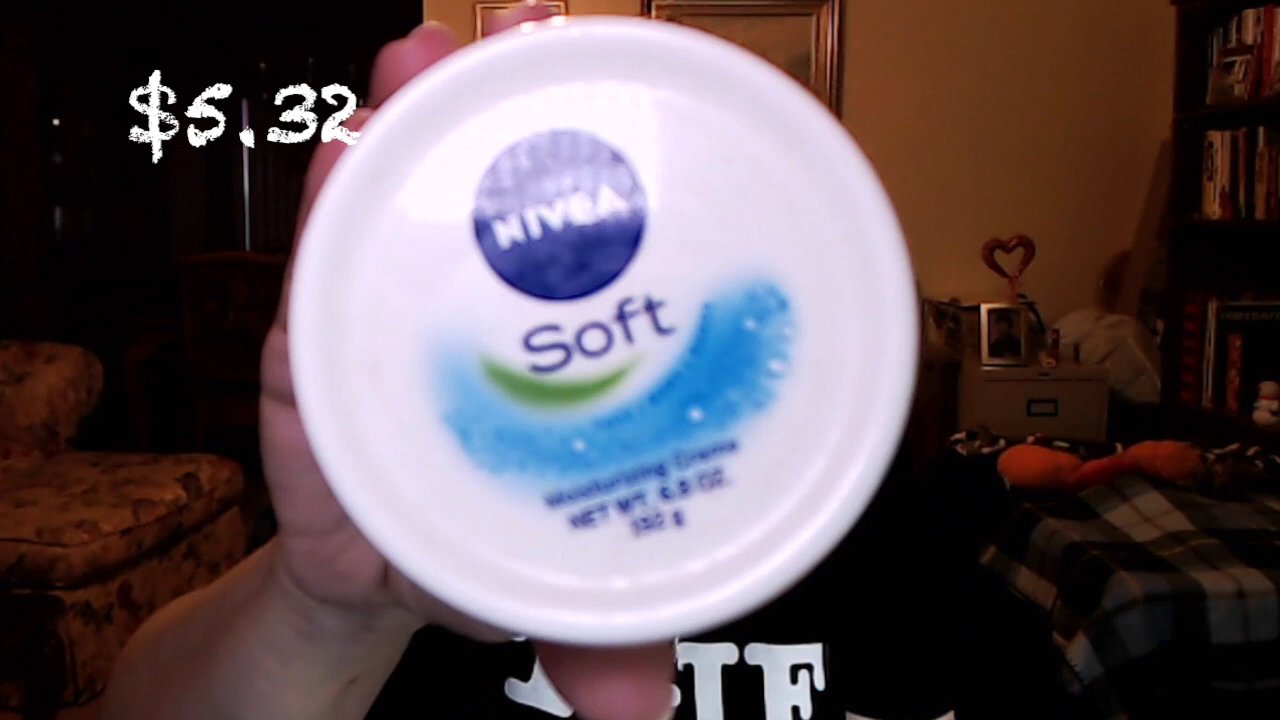 $5.32
NIVEA
Soft
Moisturizing Creme
NET WT. 6.8 OZ.
192 g